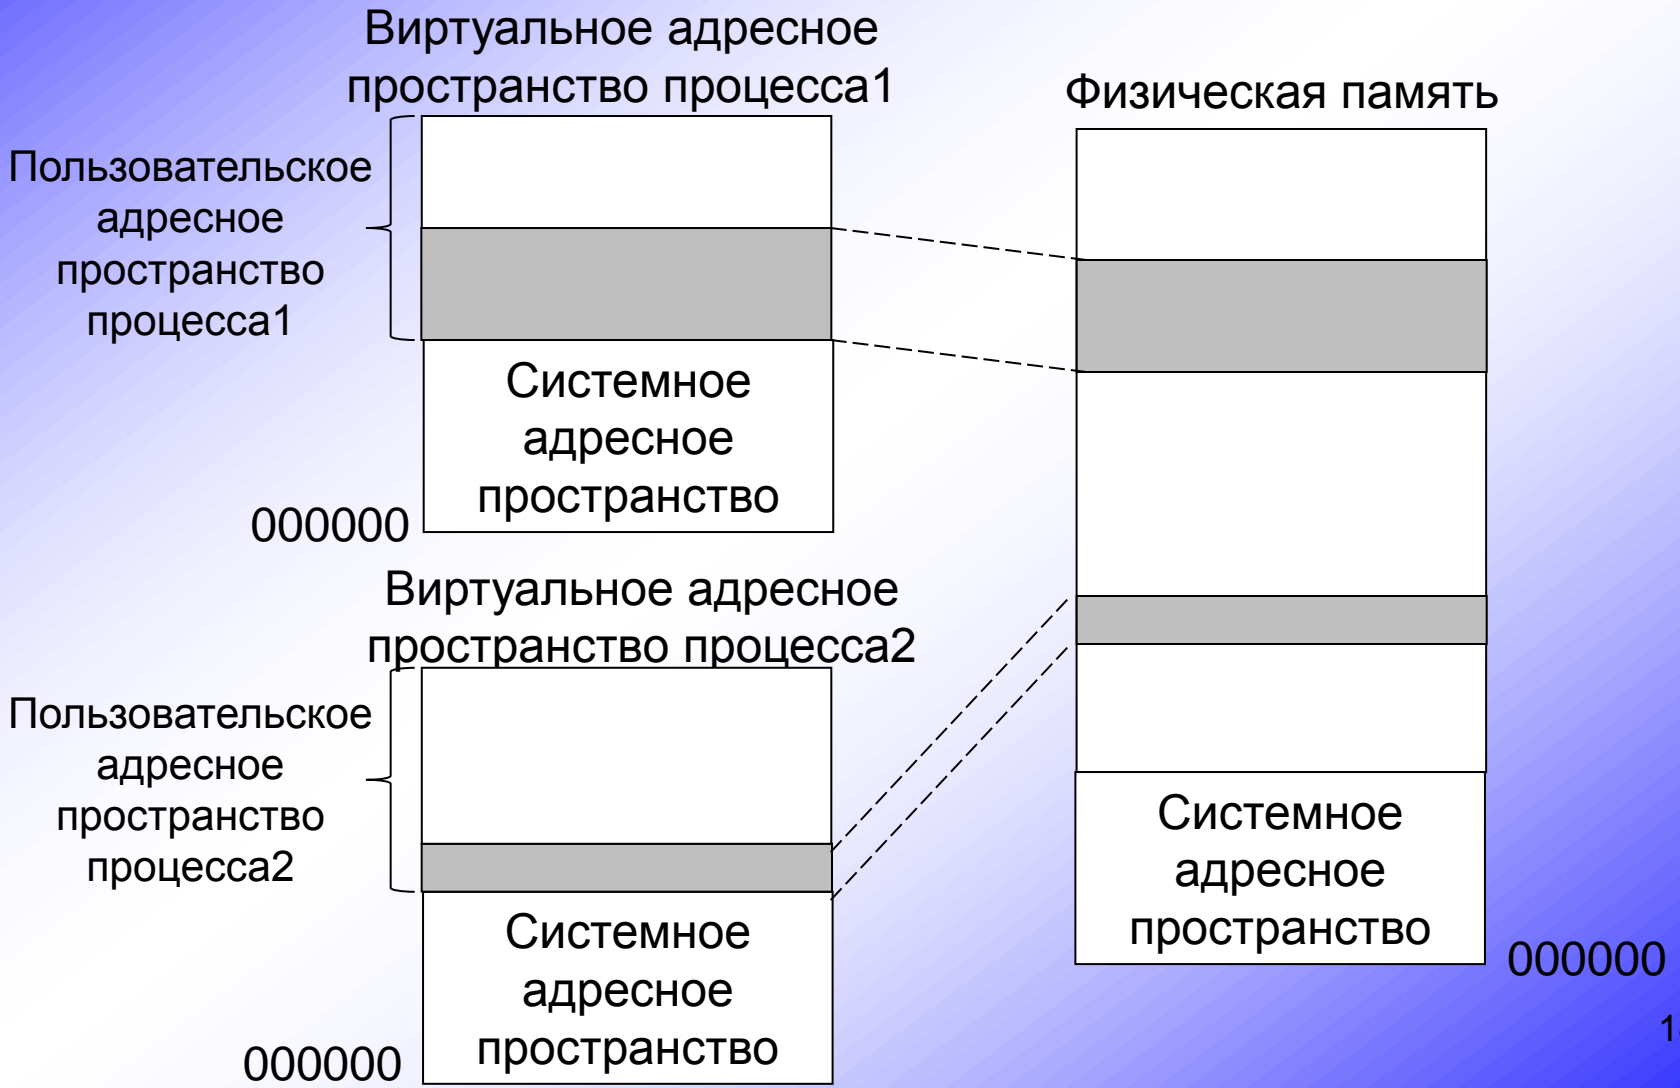 Виртуальное адресное
пространство процесса1
Физическая память
Пользовательское
адресное
пространство
процесса1
Системное
адресное
пространство
000000
Виртуальное адресное
пространство процесса2
Пользовательское
адресное
пространство
процесса2
Системное
адресное
пространство
000000
Системное
адресное
пространство
000000